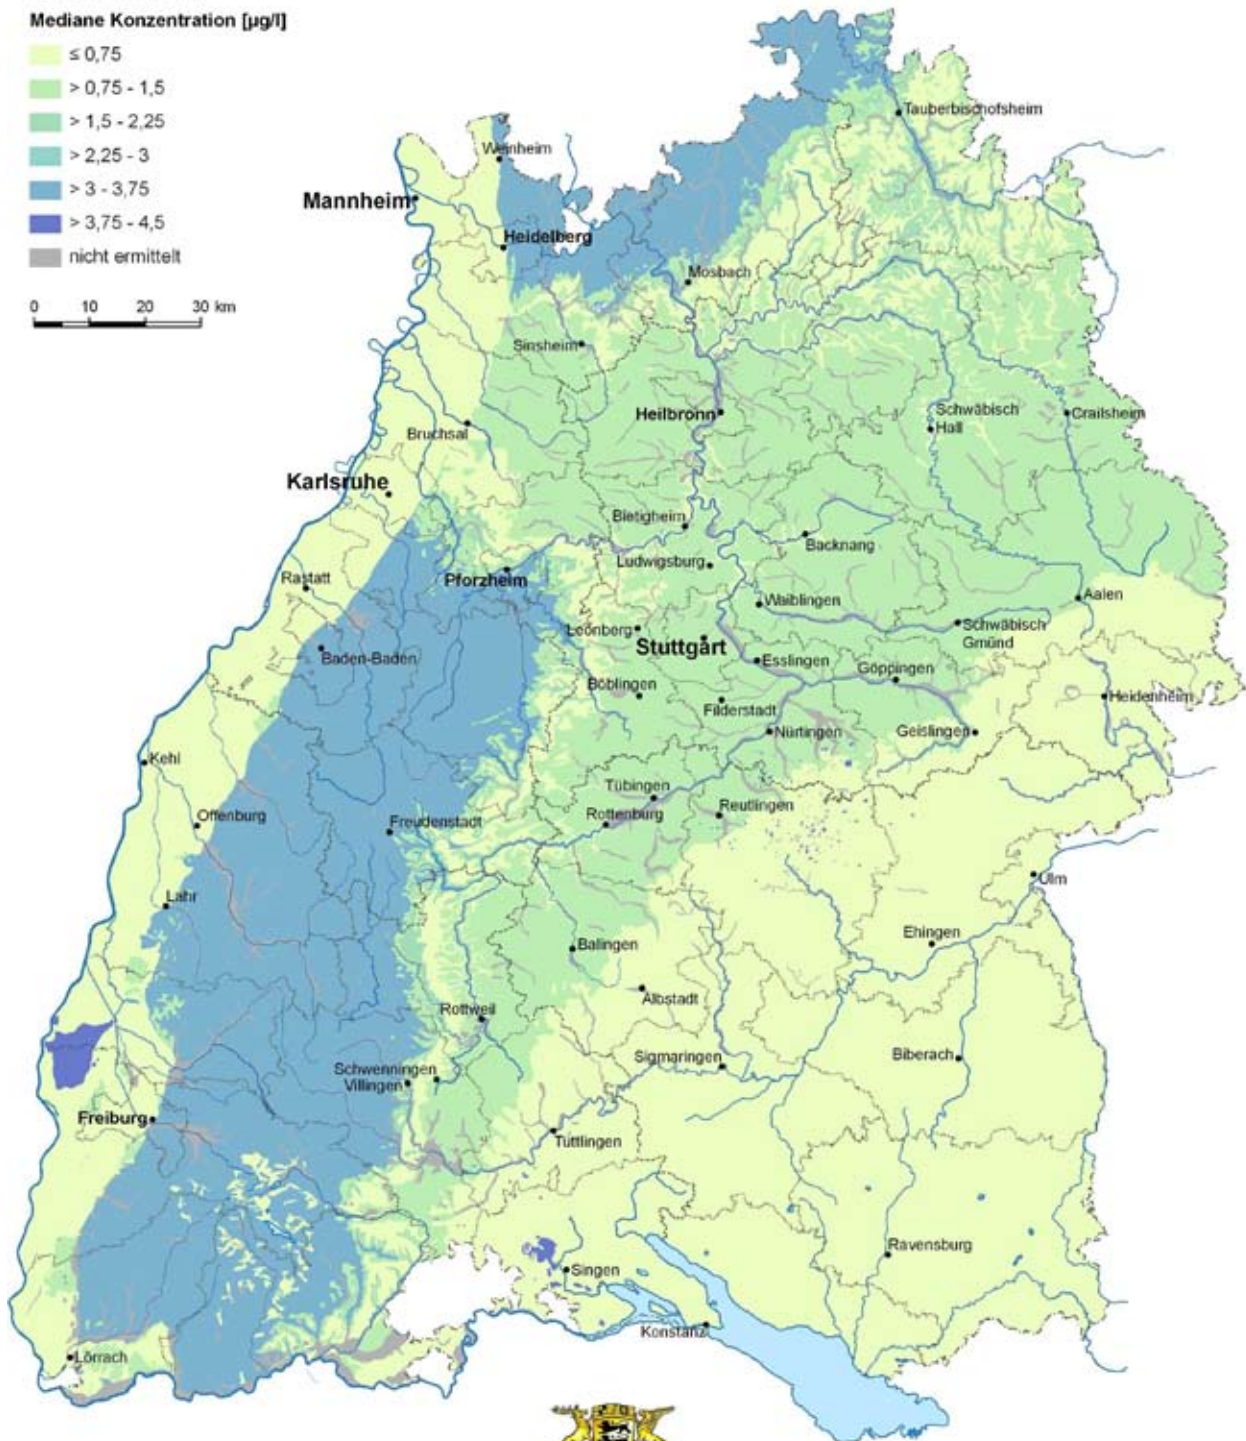 Mediane Konzentration [µg/l]
≤ 0,75
> 0,75 - 1,5
> 1,5 - 2,25
> 2,25 - 3
> 3 - 3,75
> 3,75 - 4,5
nicht ermittelt
0 10 20 30 km
Tauberbischofsheim
Weinheim
Mannheim
Heidelberg
Mosbach
Sinsheim
Heilbronn
Schwäbisch
Hall
Crailsheim
Bruchsal
Karlsruhe
Bietigheim
Backnang
Ludwigsburg
Pforzheim
Rastatt
Waiblingen
Aalen
Leonberg
Schwäbisch
Gmünd
Stuttgart
Baden-Baden
Esslingen
Göppingen
Böblingen
Heidenheim
Filderstadt
Nürtingen
Geislingen
Kehl
Tübingen
Reutlingen
Offenburg
Freudenstadt
Rottenburg
Ulm
Lahr
Ehingen
Balingen
Albstadt
Rottweil
Sigmaringen
Biberach
Schwenningen
Villingen
Freiburg
Tuttlingen
Ravensburg
Singen
Konstanz
Lörrach